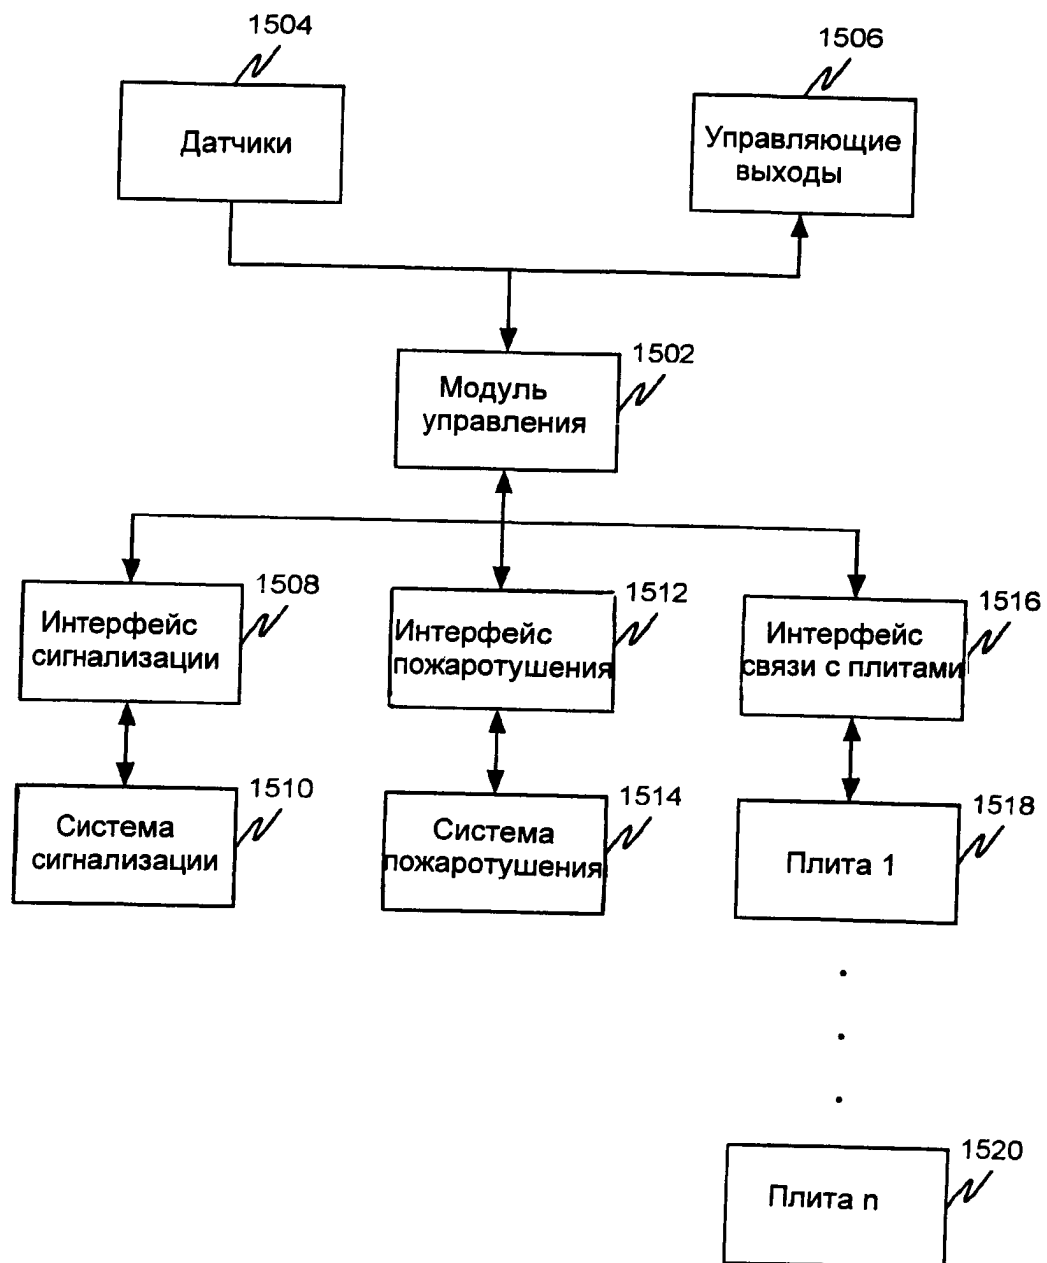 1504
Датчики
1506
Управляющие
выходы
1502
Модуль
управления
1508
Интерфейс
сигнализации
1512
Интерфейс
пожаротушения
1516
Интерфейс
связи с плитами
1510
Система
сигнализации
1514
Система
пожаротушения
1518
Плита 1
1520
Плита n